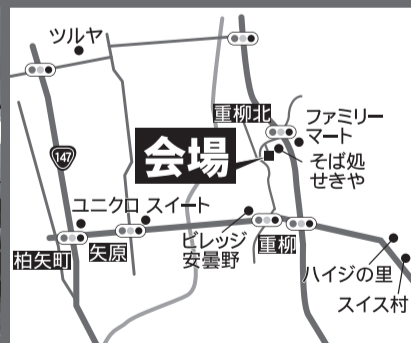 ツルヤ
重柳北
ファミリー
マート
147
会場
そば処
せきや
ユニクロ
スイート
ビレッジ
安曇野
重柳
柏矢町
矢原
ハイジの里
スイス村